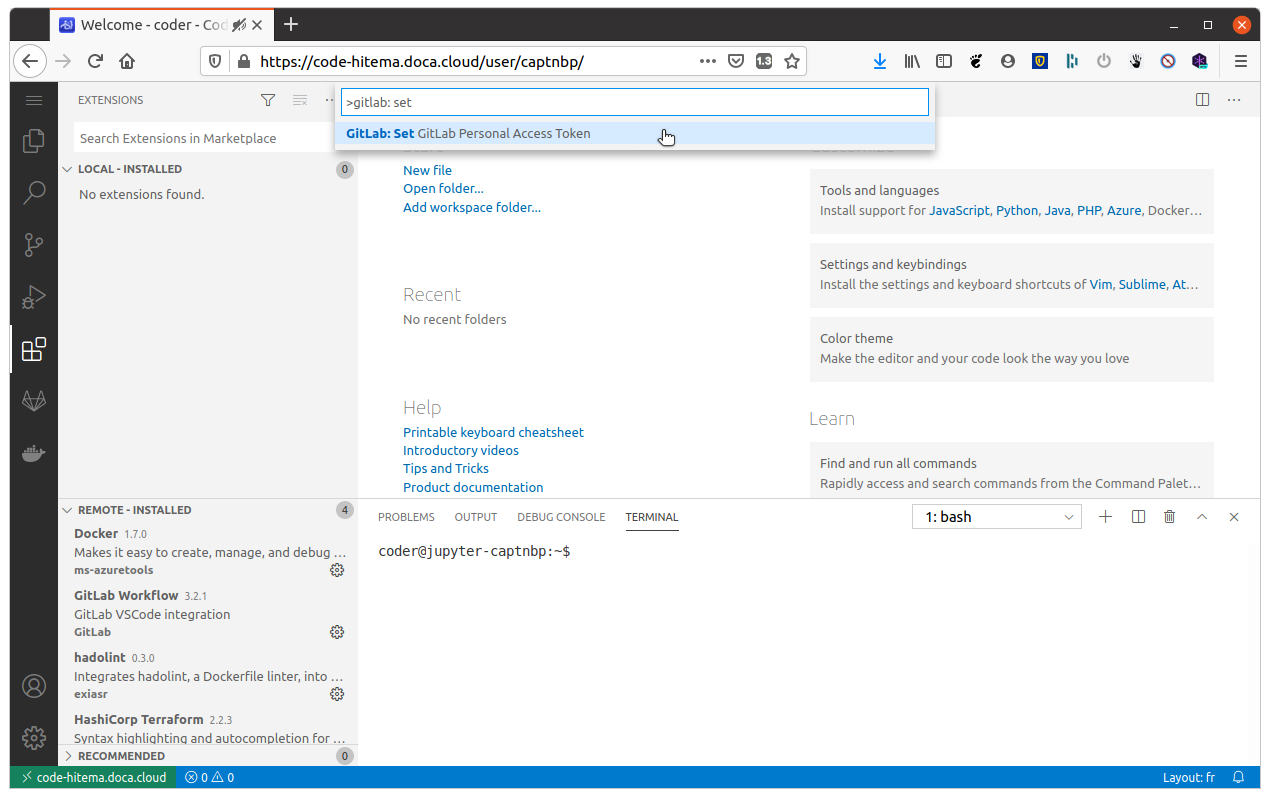 Welcome - coder - Cod
https://code-hitema.doca.cloud/user/captnbp/
1.3
EXTENSIONS
>gitlab: set
GitLab: Set GitLab Personal Access Token
Search Extensions in Marketplace
LOCAL - INSTALLED
0
No extensions found.
New file
Open folder...
Add workspace folder...
Recent
No recent folders
Help
Printable keyboard cheatsheet
Introductory videos
Tips and Tricks
Product documentation
Tools and languages
Install support for JavaScript, Python, Java, PHP, Azure, Docker...
Settings and keybindings
Install the settings and keyboard shortcuts of Vim, Sublime, At...
Color theme
Make the editor and your code look the way you love
Learn
Find and run all commands
Rapidly access and search commands from the Command Palet...
REMOTE - INSTALLED
4
Docker 1.7.0
Makes it easy to create, manage, and debug ...
ms-azuretools
GitLab Workflow 3.2.1
GitLab VSCode integration
GitLab
hadolint 0.3.0
Integrates hadolint, a Dockerfile linter, into ...
exiasr
HashiCorp Terraform 2.2.3
Syntax highlighting and autocompletion for ...
RECOMMENDED
0
PROBLEMS
OUTPUT
DEBUG CONSOLE
TERMINAL
1: bash
coder@jupyter-captnbp:~$
code-hitema.doca.cloud
0
0
Layout: fr